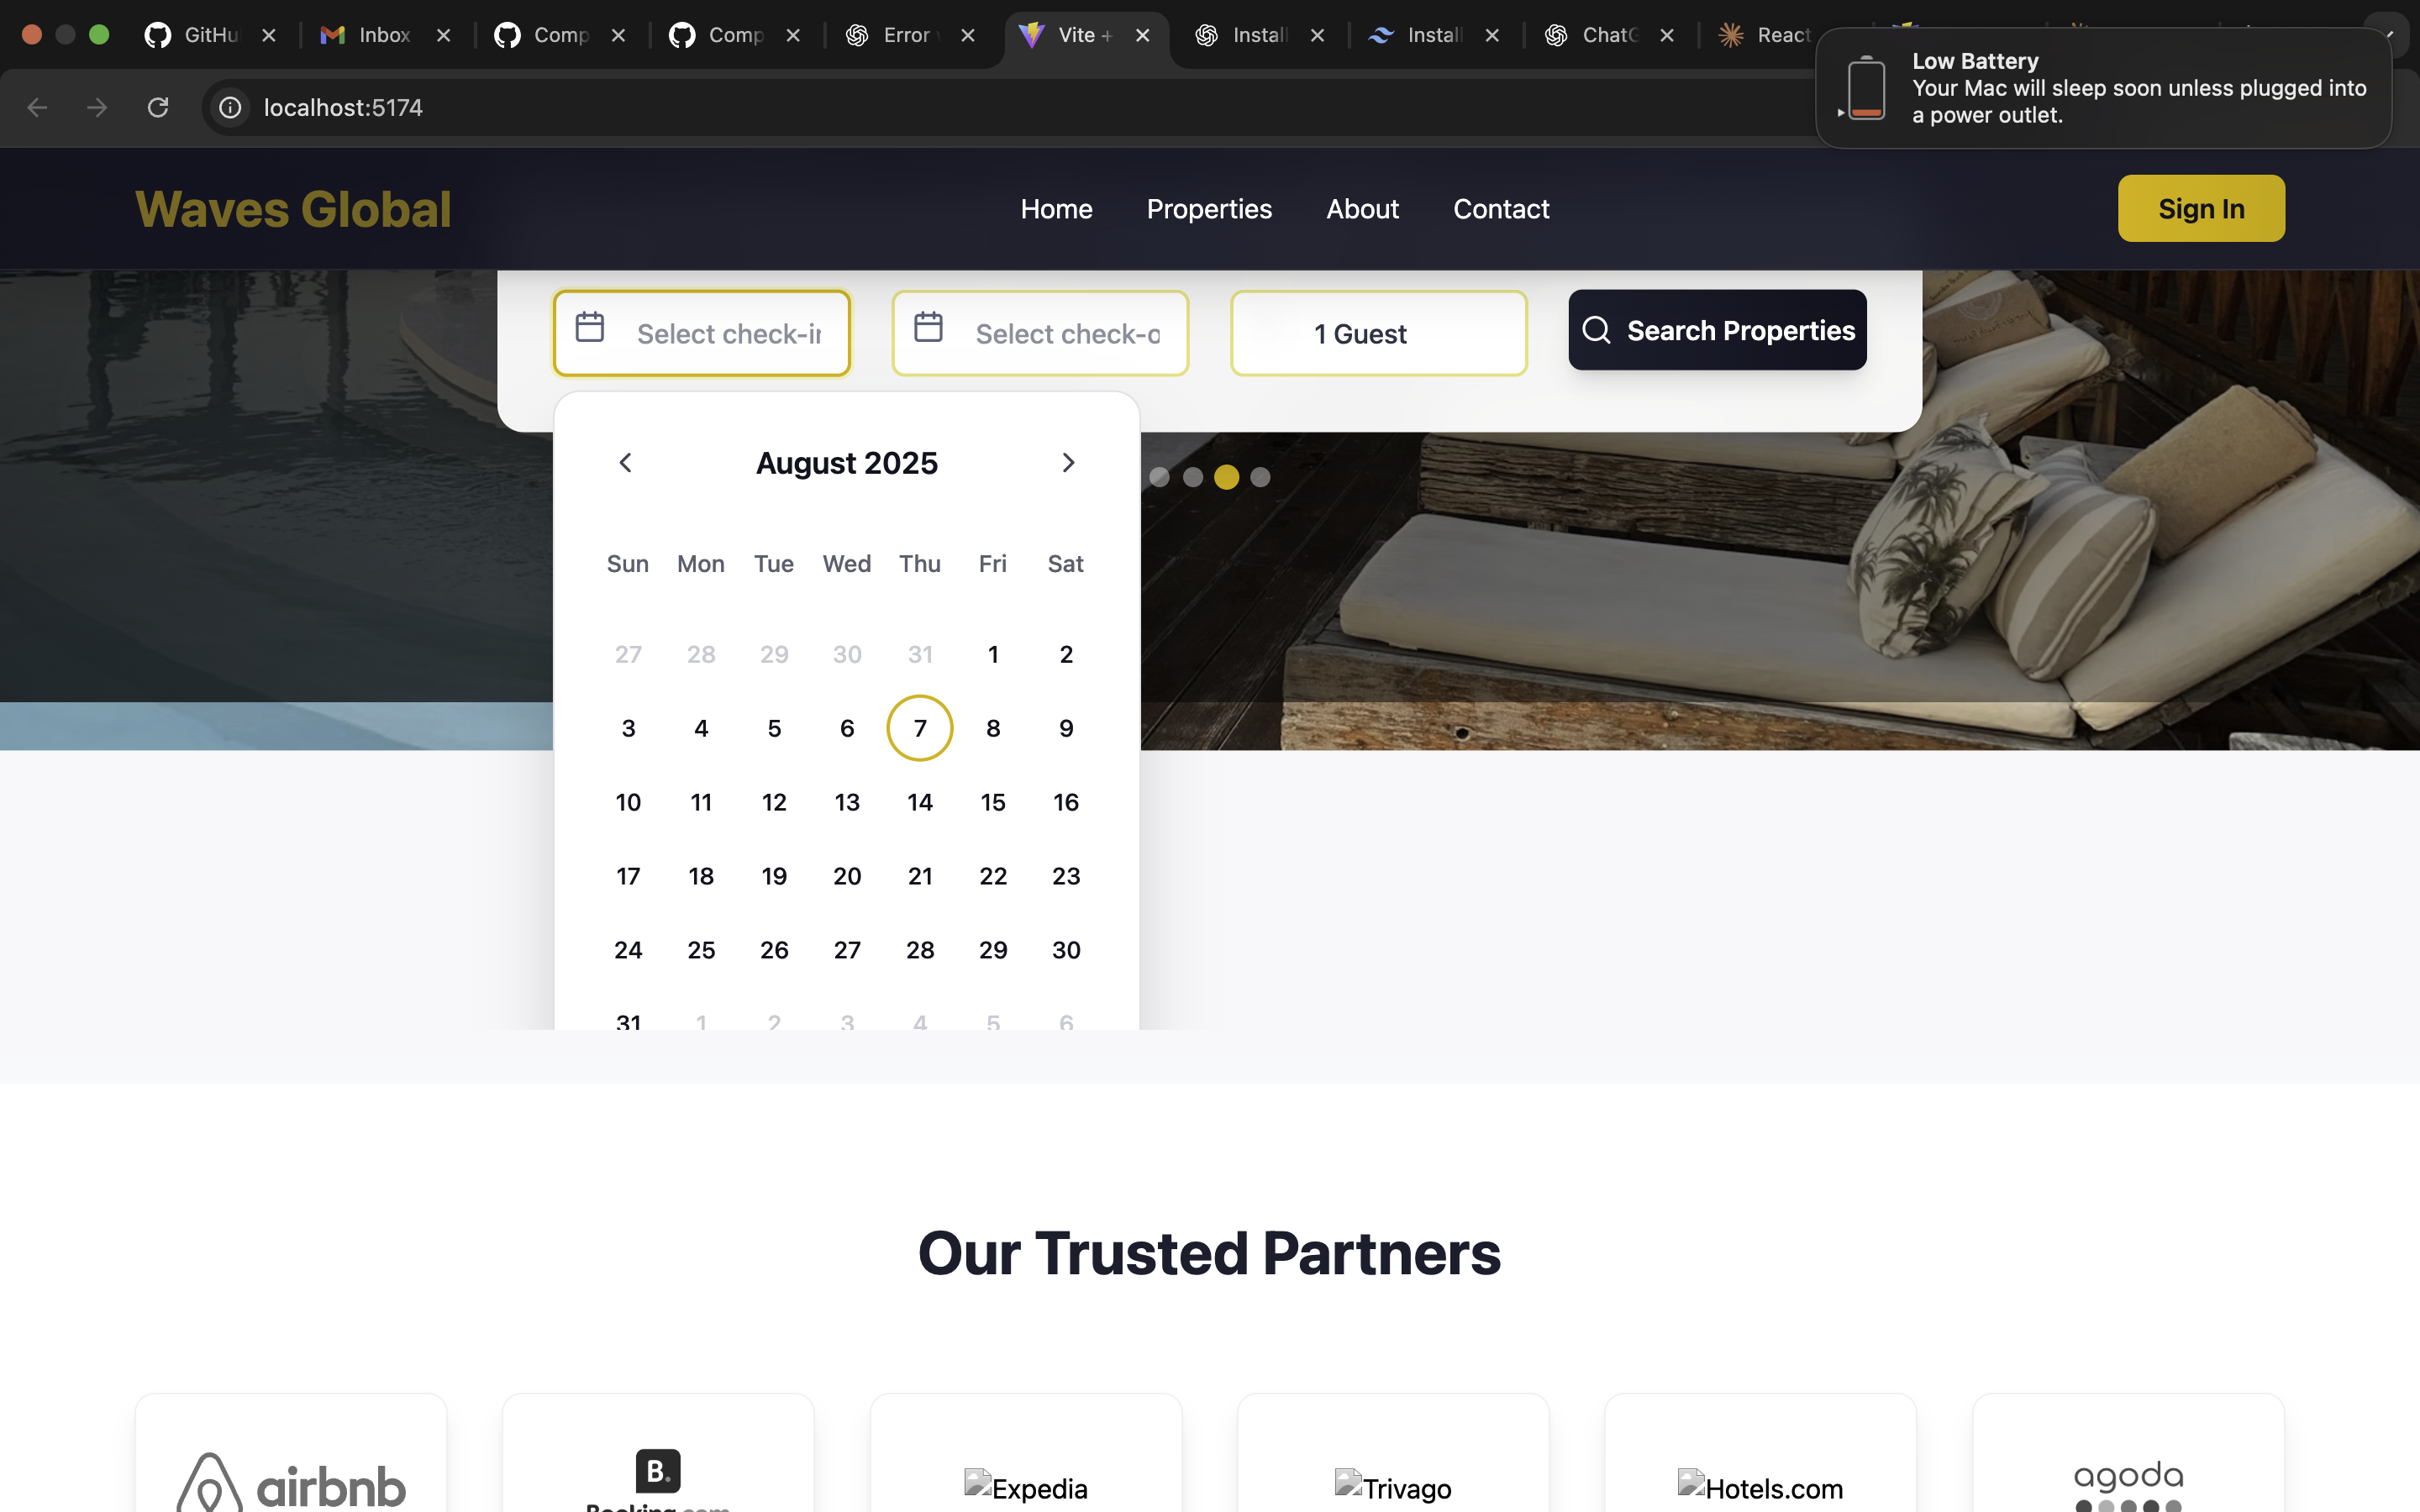 GitHu
Inbox
Comp
Comp
Error
Vite +
Install
Install
ChatG
React
Low Battery
Your Mac will sleep soon unless plugged into
a power outlet.
localhost:5174
Waves Global
Home
Properties
About
Contact
Sign In
Select check-in
Select check-o
1 Guest
Search Properties
August 2025
Sun Mon Tue Wed Thu Fri Sat
27 28 29 30 31 1 2
3 4 5 6 7 8 9
10 11 12 13 14 15 16
17 18 19 20 21 22 23
24 25 26 27 28 29 30
31 1 2 3 4 5 6
Our Trusted Partners
airbnb
B.
Booking.com
Expedia
Trivago
Hotels.com
agoda